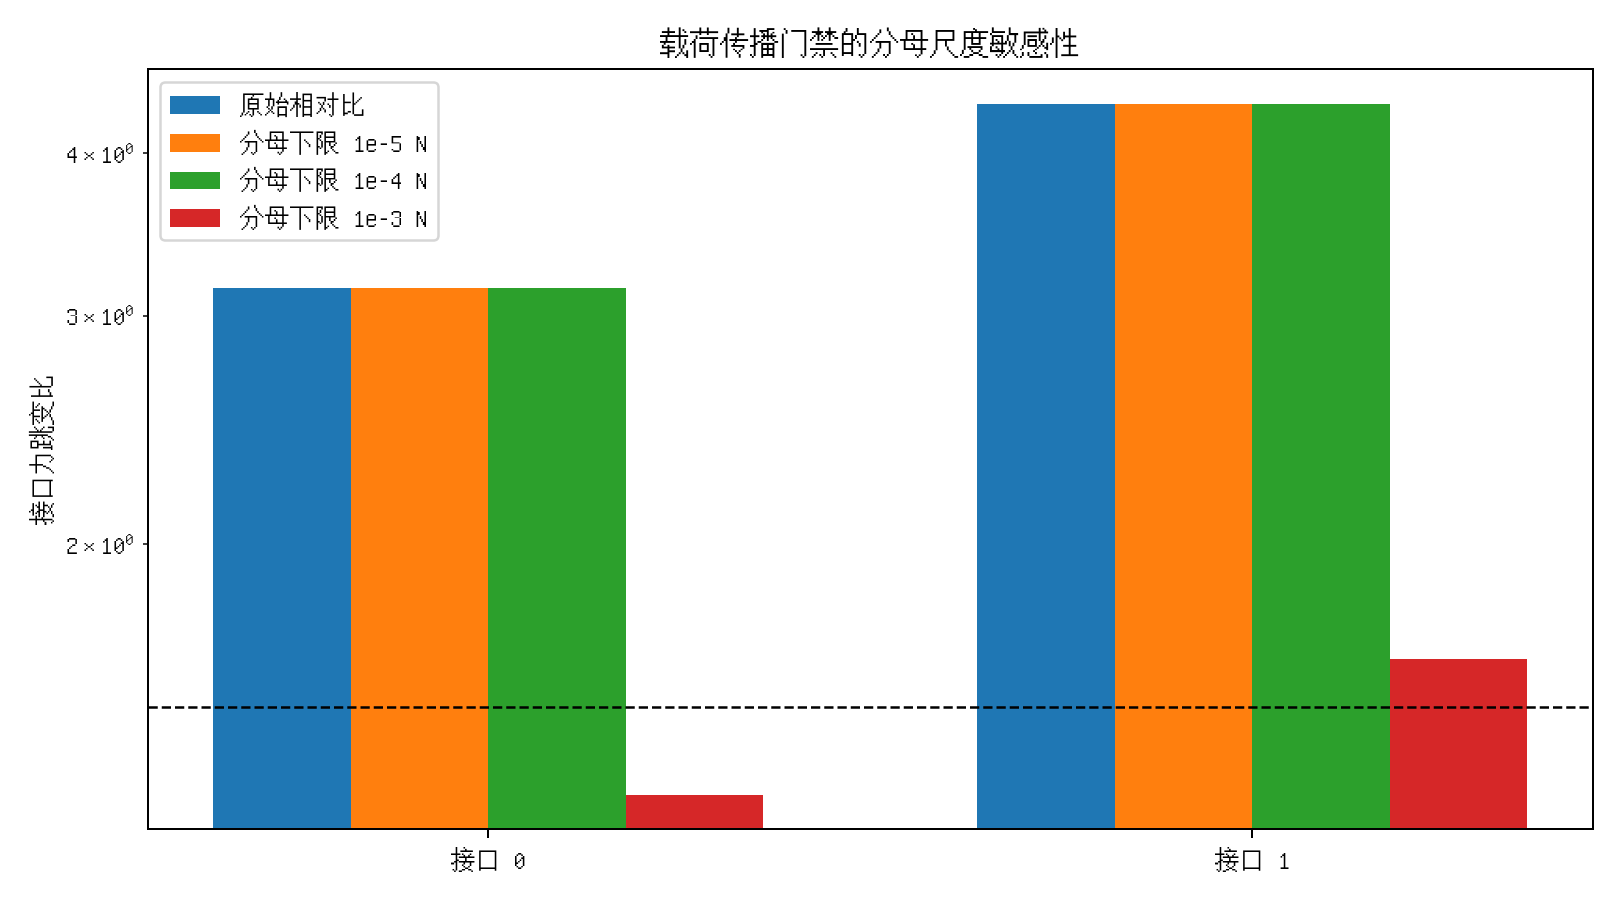 载荷传播门禁的分母尺度敏感性
原始相对比
分母下限 1e-5 N
分母下限 1e-4 N
分母下限 1e-3 N
4×10⁰
3×10⁰
2×10⁰
接口力跳变比
接口 0
接口 1